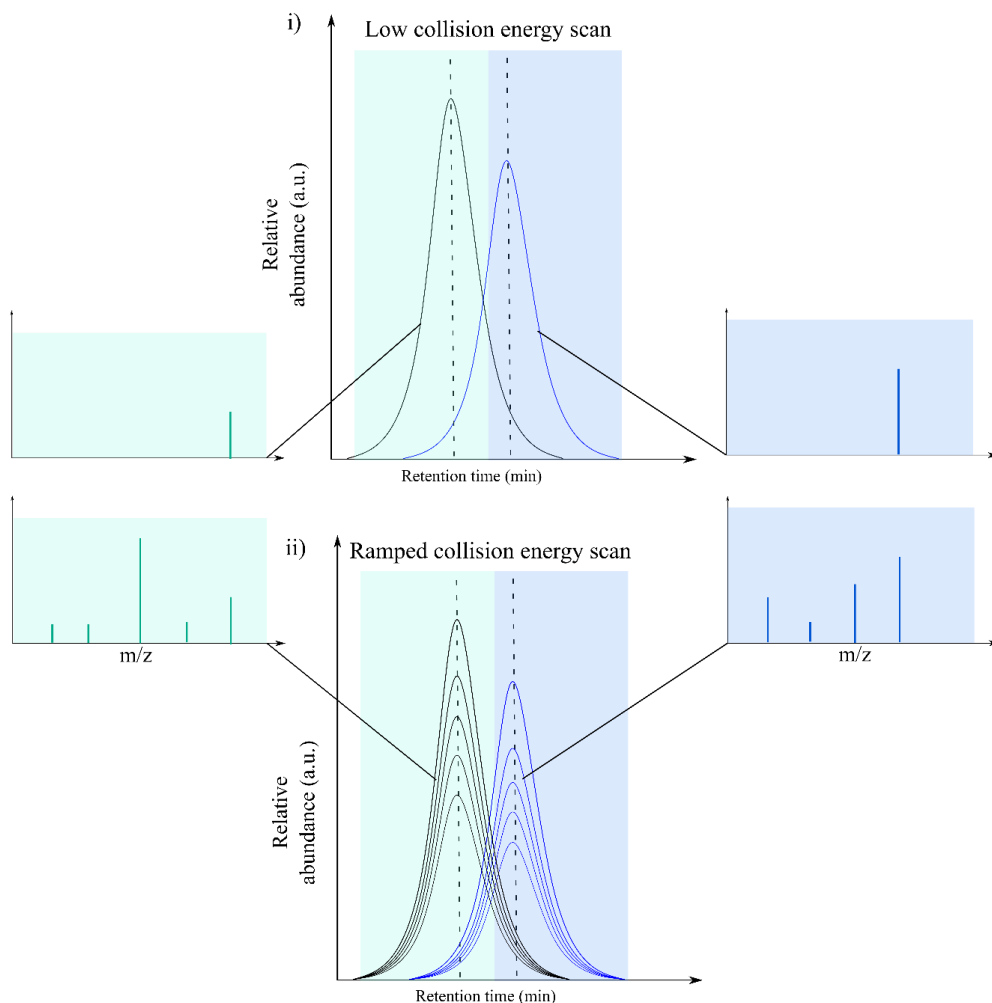 i)
Low collision energy scan
Relative
abundance (a.u.)
Retention time (min)
ii)
Ramped collision energy scan
m/z
m/z
Relative
abundance (a.u.)
Retention time (min)